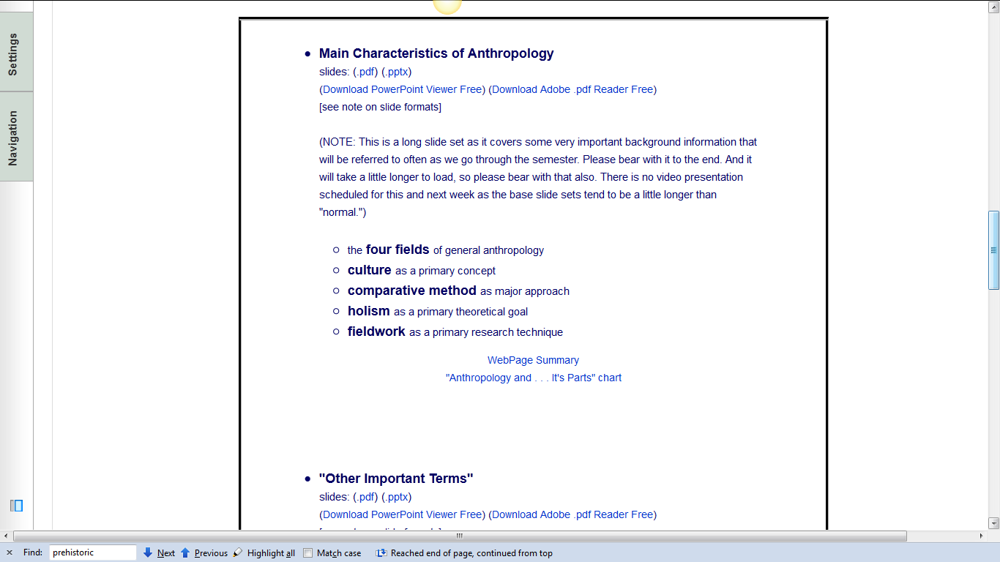 Settings
Navigation
Main Characteristics of Anthropology
slides: (.pdf) (.pptx)
(Download PowerPoint Viewer Free) (Download Adobe .pdf Reader Free)
[see note on slide formats]
(NOTE: This is a long slide set as it covers some very important background information that
will be referred to often as we go through the semester. Please bear with it to the end. And it
will take a little longer to load, so please bear with that also. There is no video presentation
scheduled for this and next week as the base slide sets tend to be a little longer than
"normal.")
the four fields of general anthropology
culture as a primary concept
comparative method as major approach
holism as a primary theoretical goal
fieldwork as a primary research technique
WebPage Summary
"Anthropology and . . . It's Parts" chart
"Other Important Terms"
slides: (.pdf) (.pptx)
(Download PowerPoint Viewer Free) (Download Adobe .pdf Reader Free)
Find: prehistoric Next Previous Highlight all Match case Reached end of page, continued from top